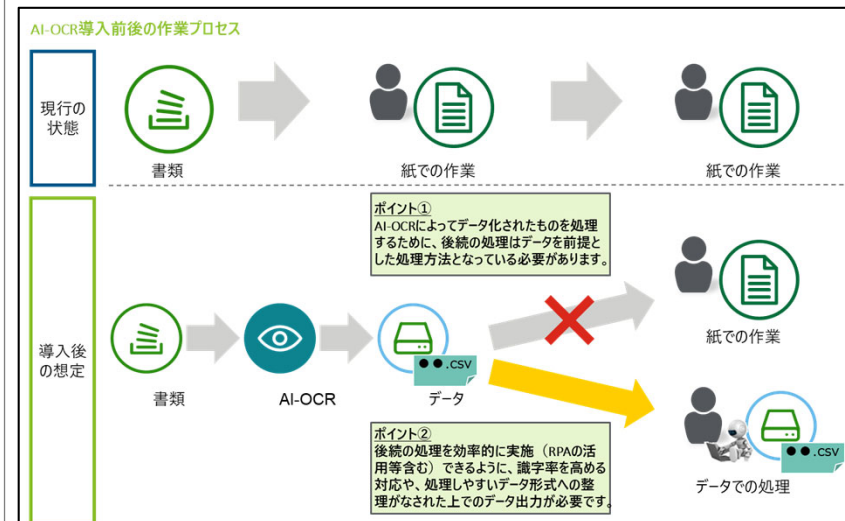 AI-OCR導入前後の作業プロセス
現行の
状態
書類
紙での作業
紙での作業
ポイント①
AI-OCRによってデータ化されたものを処理
するために、後続の処理はデータを前提と
した処理方法となっている必要があります。
導入後
の想定
書類
AI-OCR
●●.csv
データ
紙での作業
ポイント②
後続の処理を効率的に実施（RPAの活
用等含む）できるように、識字率を高める
対応や、処理しやすいデータ形式への整
理がなされた上でのデータ出力が必要です。
●●.csv
データでの処理